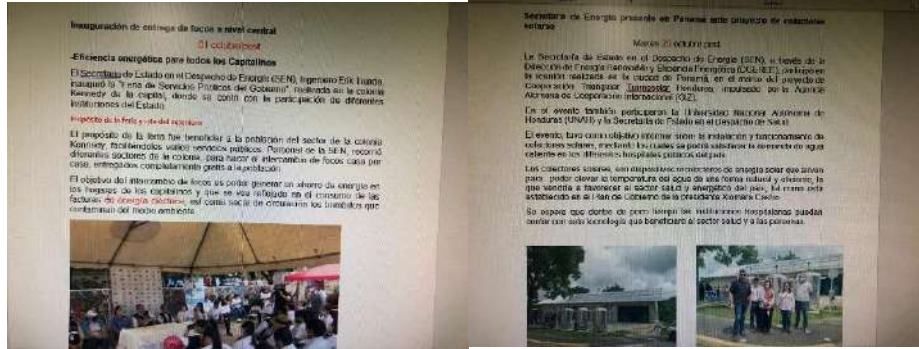 Inauguración de entrega de focos a nivel central
01 octubre/post
-Eficiencia energética para todos los Capitalinos
El Secretario de Estado en el Despacho de Energía (SEN), Ingeniero Erik Tejada,
inauguró la "Feria de Servicios Públicos del Gobierno", realizada en la colonia
Kennedy de la capital, donde se contó con la participación de diferentes
instituciones del Estado.
Propósito de la feria y
El propósito de la feria fue beneficiar a la población del sector de la colonia
Kennedy, facilitándoles varios servicios públicos. Personal de la SEN, recorrió
diferentes sectores de la colonia, para hacer el intercambio de focos casa por
casa, entregados completamente gratis a la población.
El objetivo del intercambio de focos es poder generar un ahorro de energía en
los hogares de los capitalinos y que se vea reflejado en el consumo de las
facturas de energía eléctrica, así como sacar de circulación los bombillos que
contaminan del medio ambiente.
Secretaría de Energía presente en Panamá ante proyecto de colectores
solares
Martes 25 octubre post
La Secretaría de Estado en el Despacho de Energía (SEN), a través de la
Dirección de Energía Renovable y Eficiencia Energética (DGEREE), participó en
la reunión realizada en la ciudad de Panamá, en el marco del proyecto de
Cooperación Triangular Honduras, impulsado por la Agencia
Alemana de Cooperación Internacional (GIZ).
En el evento también participaron la Universidad Nacional Autónoma de
Honduras (UNAH) y la Secretaría de Estado en el Despacho de Salud.
El evento, tuvo como objetivo informar sobre la instalación y funcionamiento de
colectores solares, mediante los cuales se podrá satisfacer la demanda de agua
caliente en los diferentes hospitales públicos del país.
Los colectores solares, son dispositivos recolectores de energía solar que sirven
para poder elevar la temperatura del agua de una forma natural y eficiente, lo
que vendría a favorecer al sector salud y energético del país, tal como está
establecido en el Plan de Gobierno de la presidenta Xiomara Castro.
Se espera que dentro de poco tiempo las instituciones hospitalarias puedan
contar con esta tecnología que beneficiará al sector salud y a las personas.